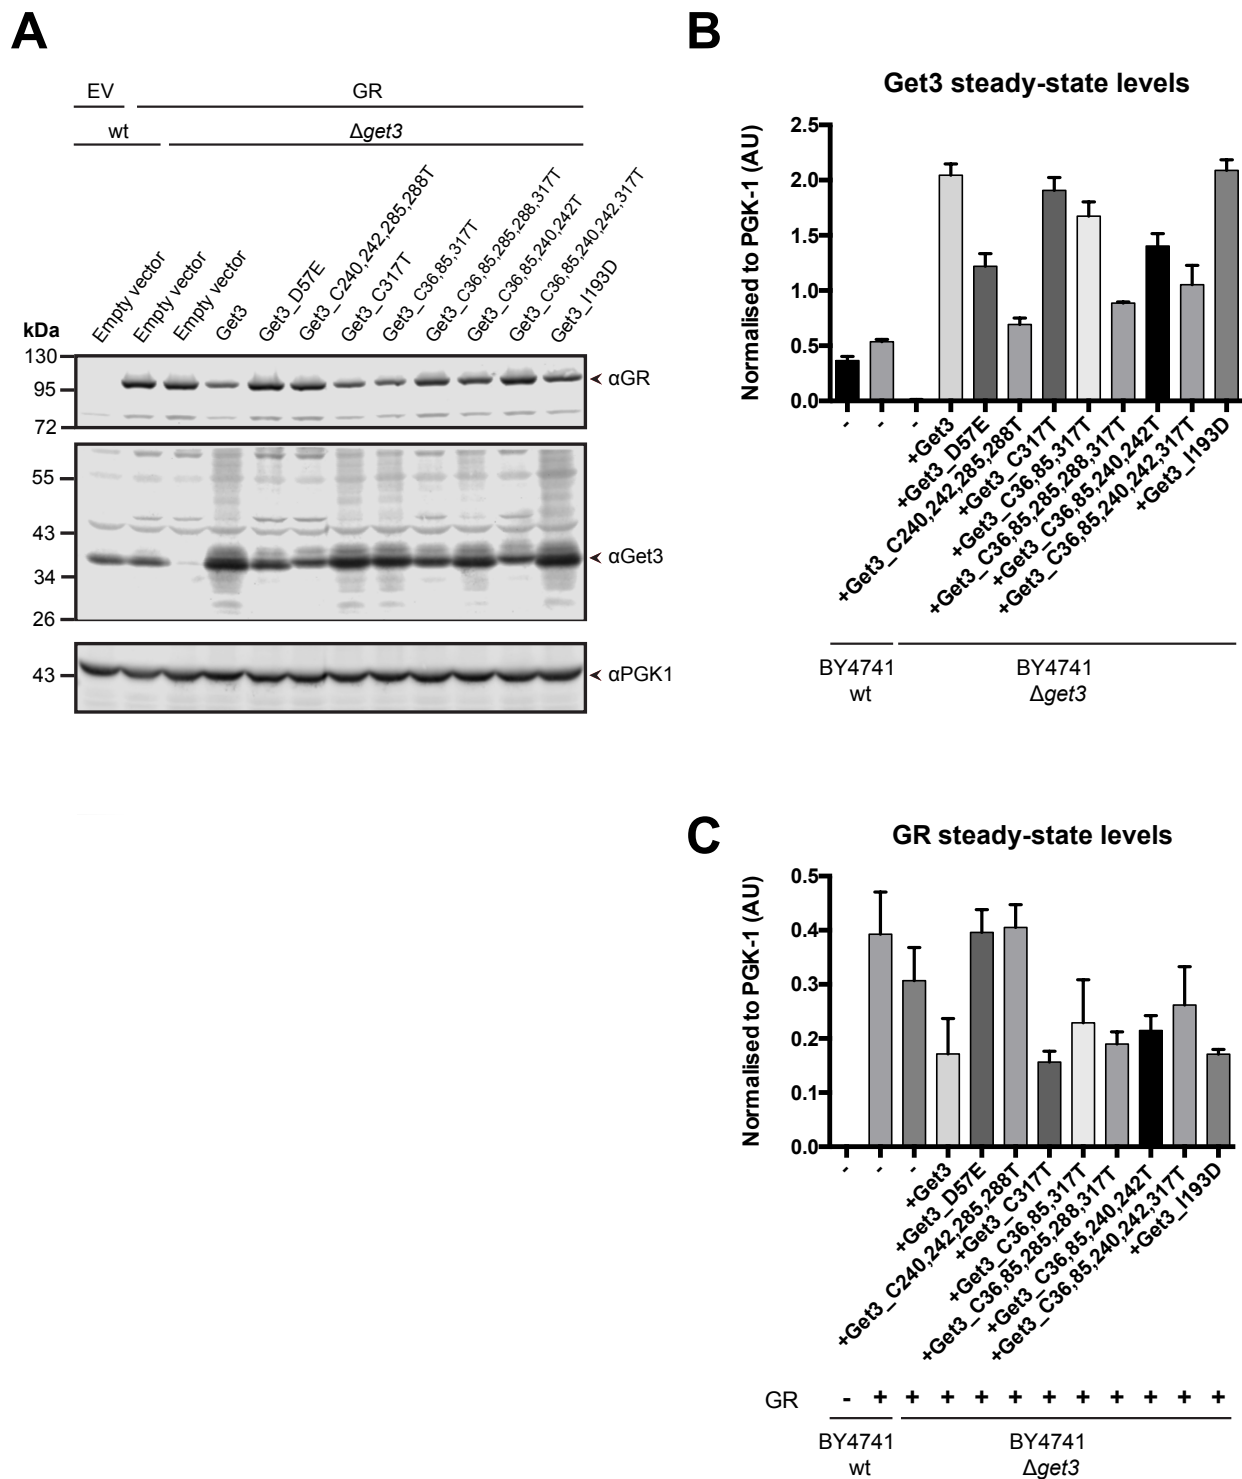 A
EV
GR
wt
Δget3
Empty vector
Empty vector
Empty vector
Get3
Get3_D57E
Get3_C240,242,285,288T
Get3_C317T
Get3_C36,85,317T
Get3_C36,85,285,288,317T
Get3_C36,85,240,242T
Get3_C36,85,240,242,317T
Get3_I193D
kDa
130
95
72
αGR
55
43
34
26
αGet3
43
αPGK1
B
Get3 steady-state levels
Normalised to PGK-1 (AU)
2.5
2.0
1.5
1.0
0.5
0.0
-
-
-
+Get3
+Get3_D57E
+Get3_C240,242,285,288T
+Get3_C317T
+Get3_C36,85,317T
+Get3_C36,85,285,288,317T
+Get3_C36,85,240,242T
+Get3_C36,85,240,242,317T
+Get3_I193D
BY4741
wt
BY4741
Δget3
C
GR steady-state levels
Normalised to PGK-1 (AU)
0.5
0.4
0.3
0.2
0.1
0.0
-
-
-
+Get3
+Get3_D57E
+Get3_C240,242,285,288T
+Get3_C317T
+Get3_C36,85,317T
+Get3_C36,85,285,288,317T
+Get3_C36,85,240,242T
+Get3_C36,85,240,242,317T
+Get3_I193D
GR - + + + + + + + + + + +
BY4741
wt
BY4741
Δget3